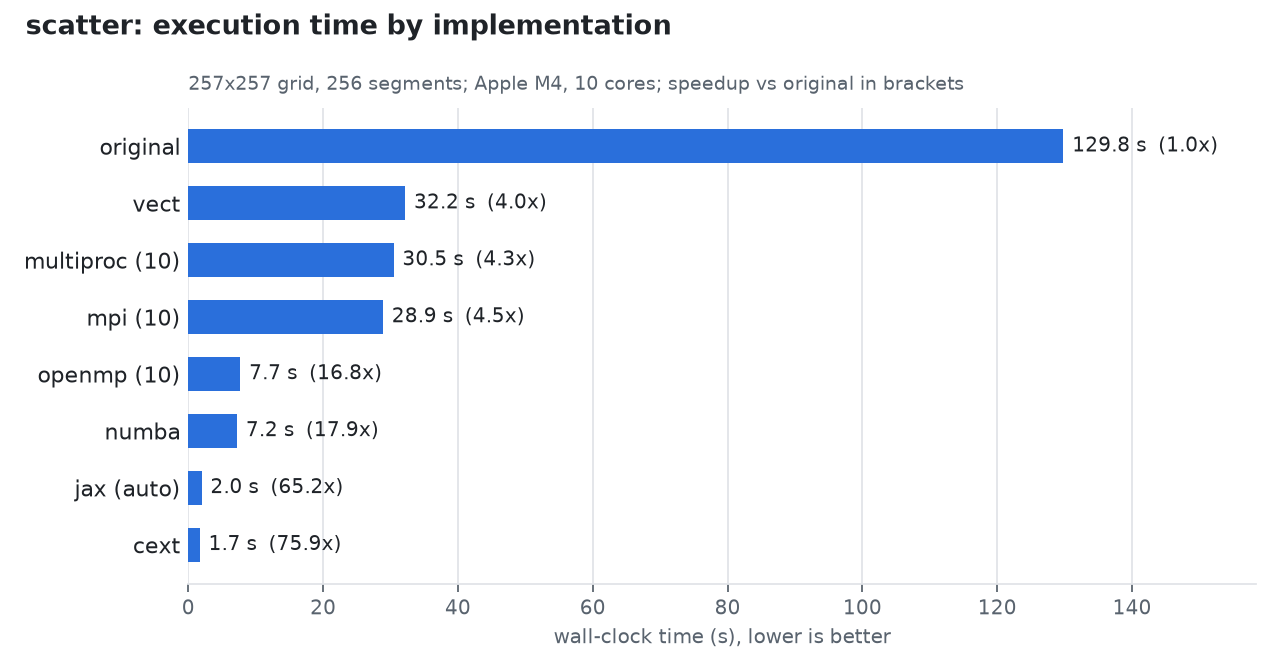 scatter: execution time by implementation
257x257 grid, 256 segments; Apple M4, 10 cores; speedup vs original in brackets
original 129.8 s (1.0x)
vect 32.2 s (4.0x)
multiproc (10) 30.5 s (4.3x)
mpi (10) 28.9 s (4.5x)
openmp (10) 7.7 s (16.8x)
numba 7.2 s (17.9x)
jax (auto) 2.0 s (65.2x)
cext 1.7 s (75.9x)
0 20 40 60 80 100 120 140
wall-clock time (s), lower is better